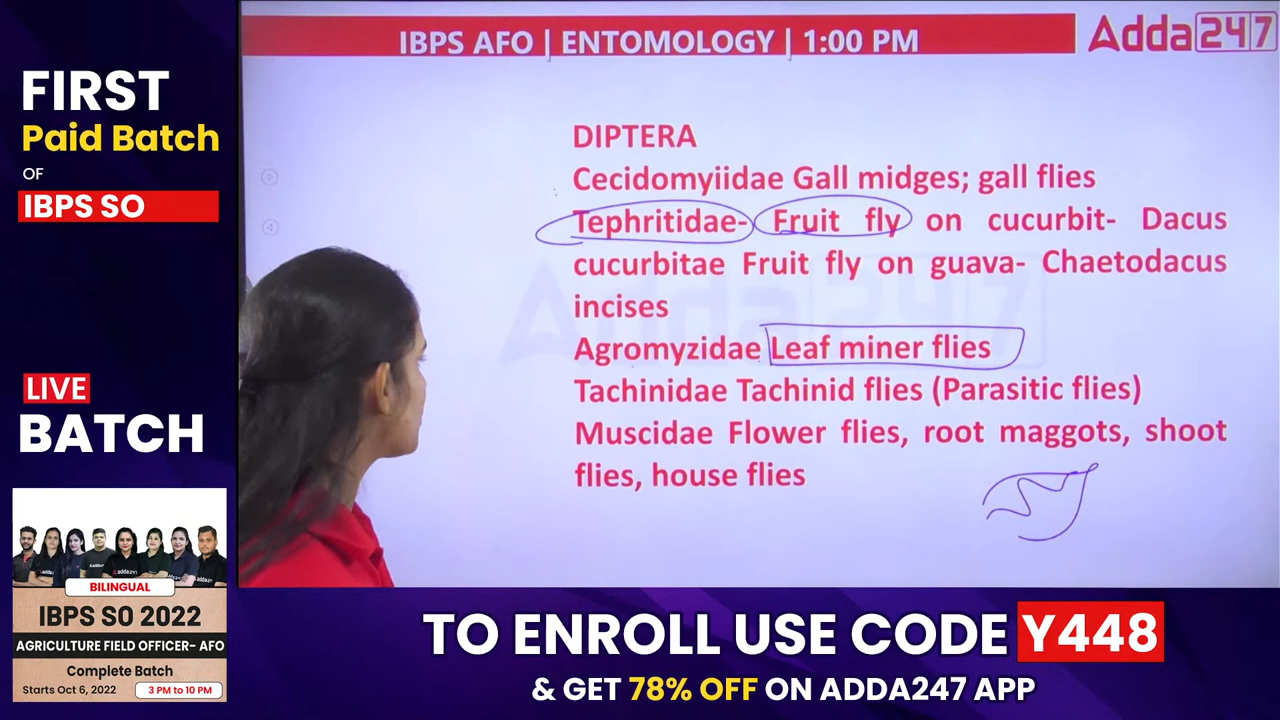 FIRST
Paid Batch
OF
IBPS SO
LIVE
BATCH
BILINGUAL
IBPS SO 2022
AGRICULTURE FIELD OFFICER- AFO
Complete Batch
Starts Oct 6, 2022
3 PM to 10 PM
IBPS AFO | ENTOMOLOGY | 1:00 PM
Adda247
DIPTERA
Cecidomyiidae Gall midges; gall flies
Tephritidae- Fruit fly on cucurbit- Dacus
cucurbitae Fruit fly on guava- Chaetodacus
incises
Agromyzidae Leaf miner flies
Tachinidae Tachinid flies (Parasitic flies)
Muscidae Flower flies, root maggots, shoot
flies, house flies
Adda247
TO ENROLL USE CODE Y448
& GET 78% OFF ON ADDA247 APP